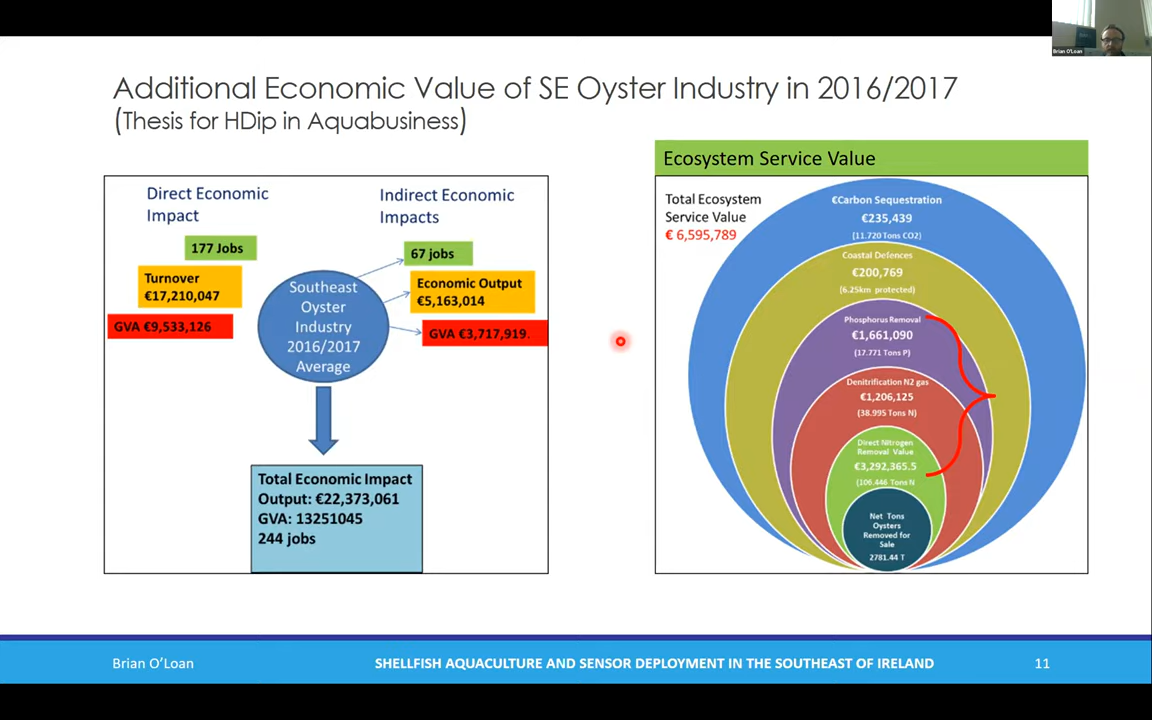 Brian O'Loan
Additional Economic Value of SE Oyster Industry in 2016/2017
(Thesis for HDip in Aquabusiness)
Direct Economic
Impact
177 Jobs
Turnover
€17,210,047
GVA €9,533,126
Indirect Economic
Impacts
67 jobs
Economic Output
€5,163,014
GVA €3,717,919.
Southeast
Oyster
Industry
2016/2017
Average
Total Economic Impact
Output: €22,373,061
GVA: 13251045
244 jobs
Ecosystem Service Value
Total Ecosystem
Service Value
€ 6,595,789
€Carbon Sequestration
€235,439
(11.720 Tons CO2)
Coastal Defences
€200,769
(6.25km protected)
Phosphorus Removal
€1,661,090
(17.771 Tons P)
Denitrification N2 gas
€1,206,125
(38.995 Tons N)
Direct Nitrogen
Removal Value
€3,292,365.5
(106.446 Tons N
Net Tons
Oysters
Removed for
Sale
2781.44 T
Brian O'Loan
SHELLFISH AQUACULTURE AND SENSOR DEPLOYMENT IN THE SOUTHEAST OF IRELAND
11